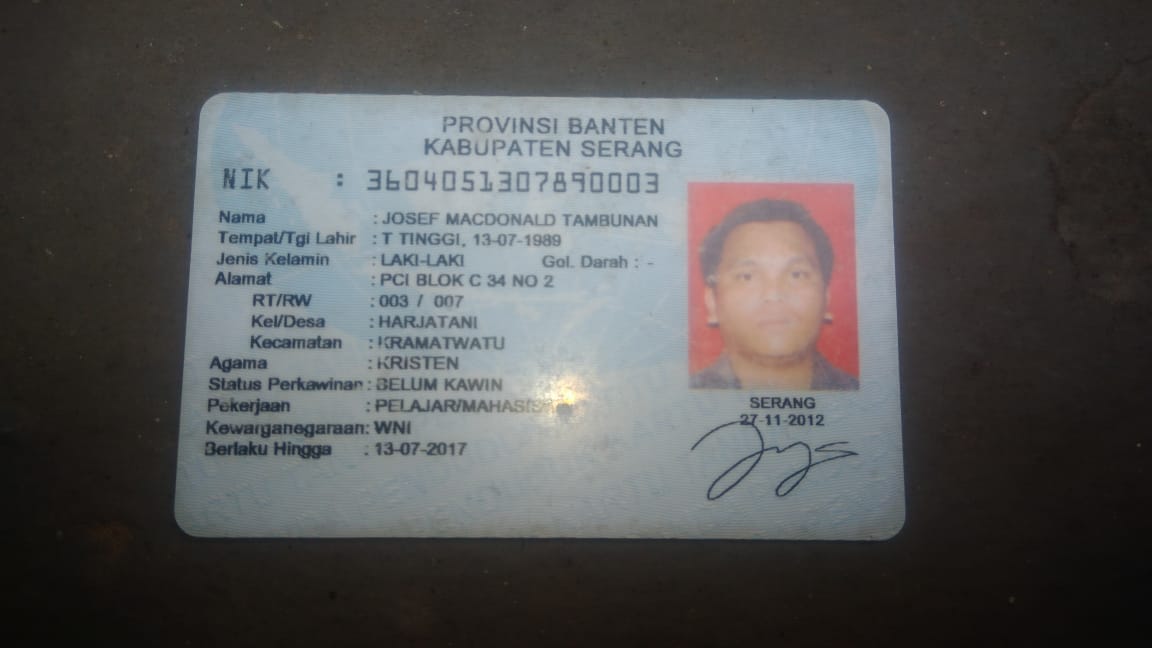 PROVINSI BANTEN
KABUPATEN SERANG
NIK : 3604051307890003
Nama : JOSEF MACDONALD TAMBUNAN
Tempat/Tgl Lahir : T TINGGI, 13-07-1989
Jenis Kelamin : LAKI-LAKI Gol. Darah : -
Alamat : PCI BLOK C 34 NO 2
RT/RW : 003 / 007
Kel/Desa : HARJATANI
Kecamatan : KRAMATWATU
Agama : KRISTEN
Status Perkawinan : BELUM KAWIN
Pekerjaan :
Kewarganegaraan: WNI
Berlaku Hingga : 13-07-2017
SERANG
27-11-2012